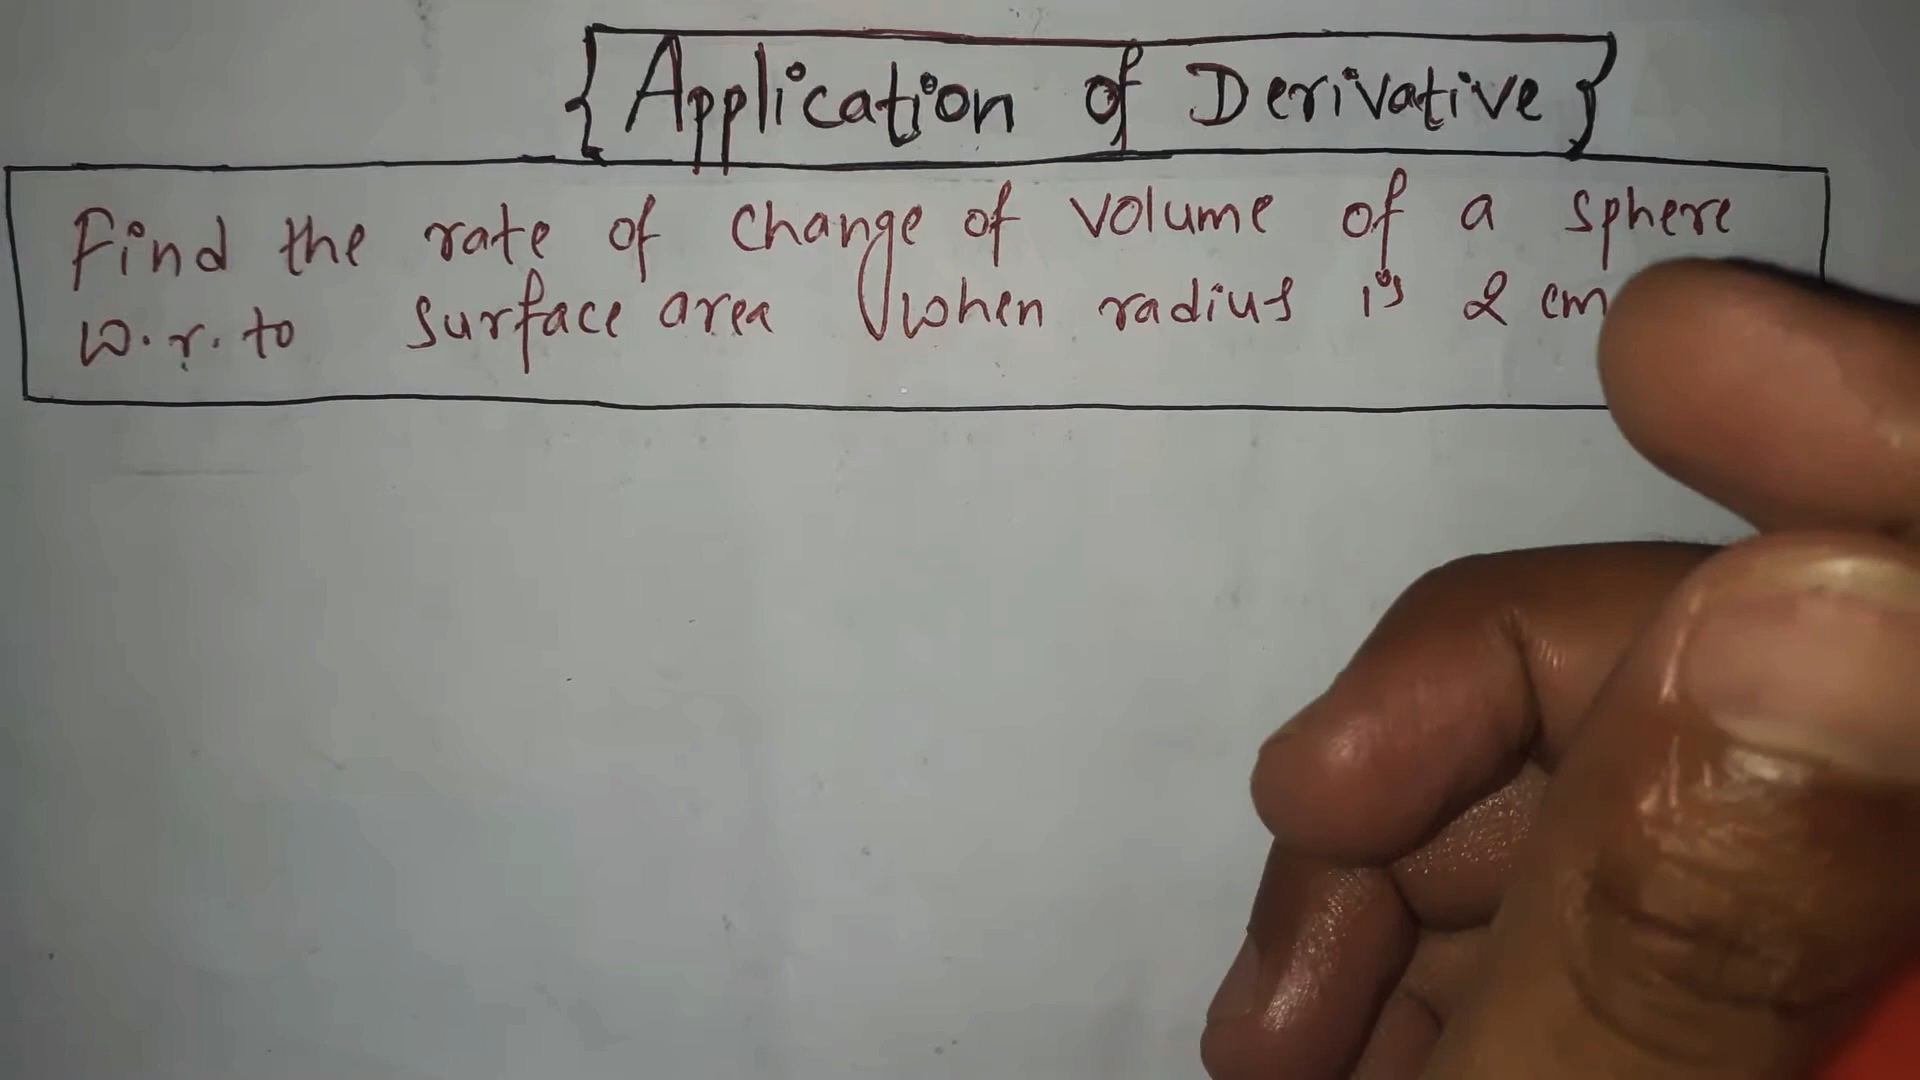 {Application of Derivative}
Find the rate of change of volume of a sphere
W.r.to surface area when radius is 2 cm